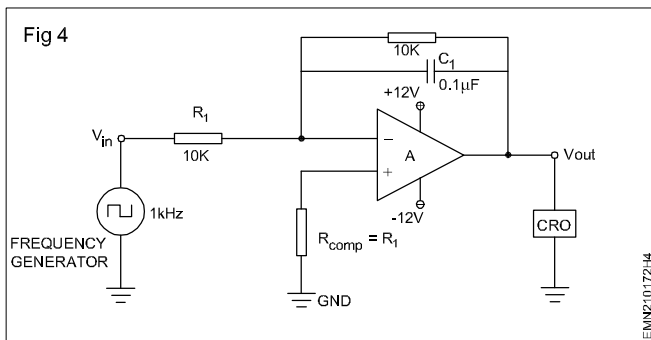 Fig 4
10K
C1
0.1µF
+12V
R1
Vin
10K
−
A
+
Vout
1kHz
-12V
CRO
FREQUENCY
GENERATOR
Rcomp = R1
GND
EMN210172H4